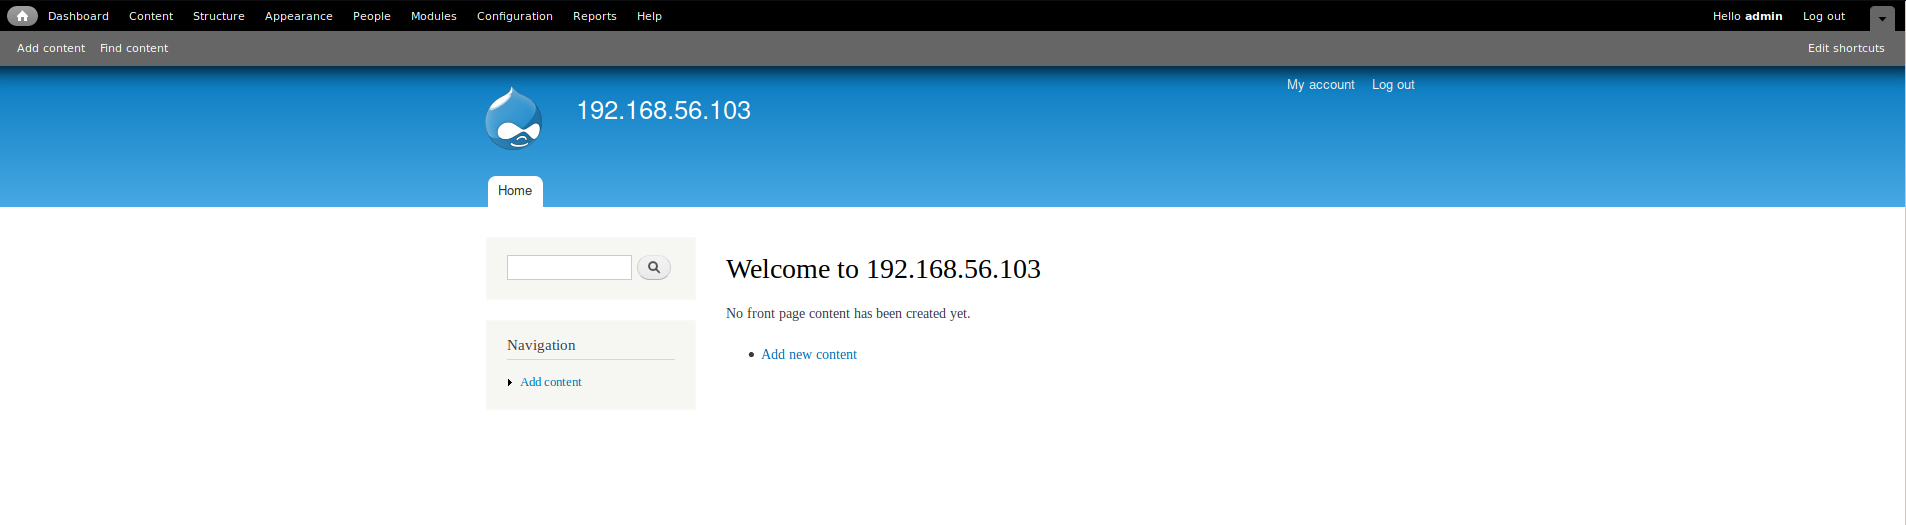 Dashboard Content Structure Appearance People Modules Configuration Reports Help Hello admin Log out
Add content Find content Edit shortcuts
My account Log out
192.168.56.103
Home
Welcome to 192.168.56.103
No front page content has been created yet.
Add new content
Navigation
Add content